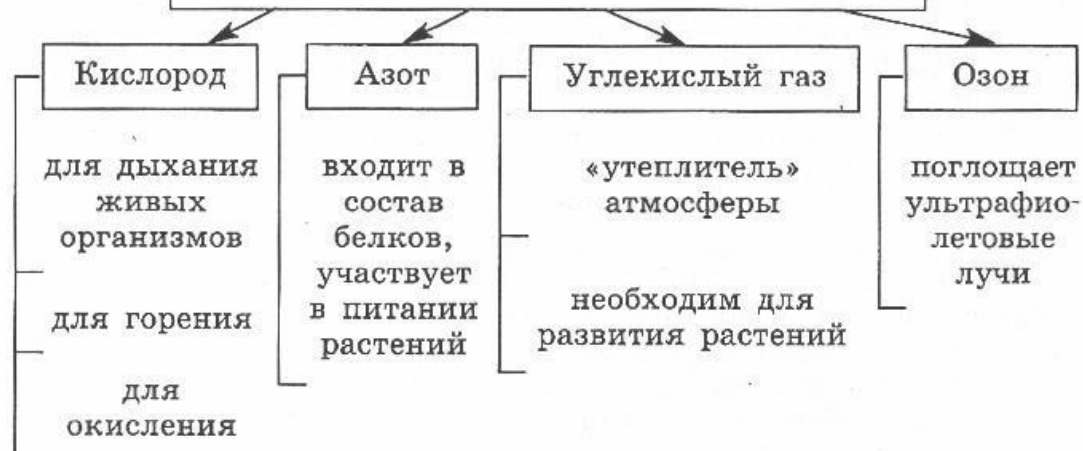 Кислород
Азот
Углекислый газ
Озон
для дыхания
живых
организмов
для горения
для
окисления
входит в
состав
белков,
участвует
в питании
растений
«утеплитель»
атмосферы
необходим для
развития растений
поглощает
ультрафио-
летовые
лучи